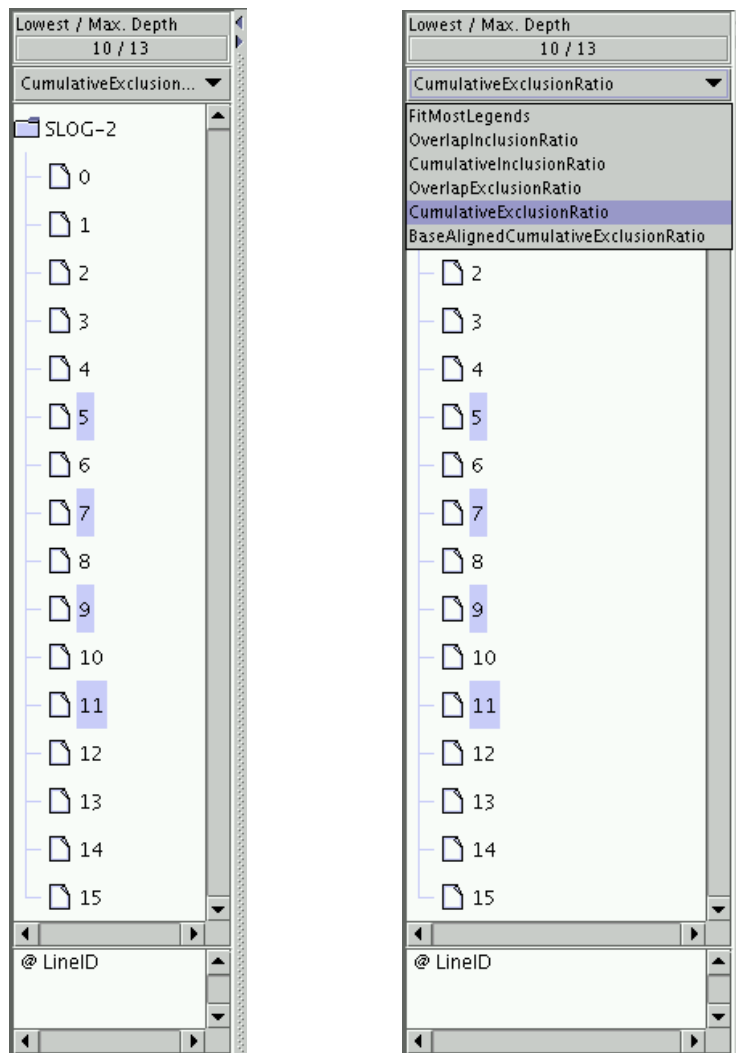 Lowest / Max. Depth
10 / 13
CumulativeExclusion...
SLOG-2
0
1
2
3
4
5
6
7
8
9
10
11
12
13
14
15
@ LineID
Lowest / Max. Depth
10 / 13
CumulativeExclusionRatio
FitMostLegends
OverlapInclusionRatio
CumulativeInclusionRatio
OverlapExclusionRatio
CumulativeExclusionRatio
BaseAlignedCumulativeExclusionRatio
2
3
4
5
6
7
8
9
10
11
12
13
14
15
@ LineID